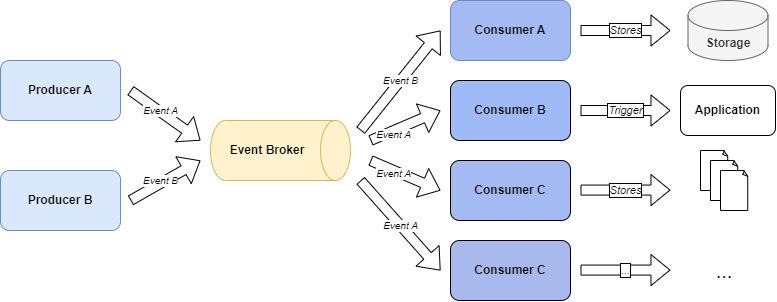 Consumer A
Stores
Storage
Event B
Producer A
Event A
Consumer B
Trigger
Application
Event A
Event Broker
Event A
Event B
Producer B
Consumer C
Stores
Event A
Consumer C
...
...